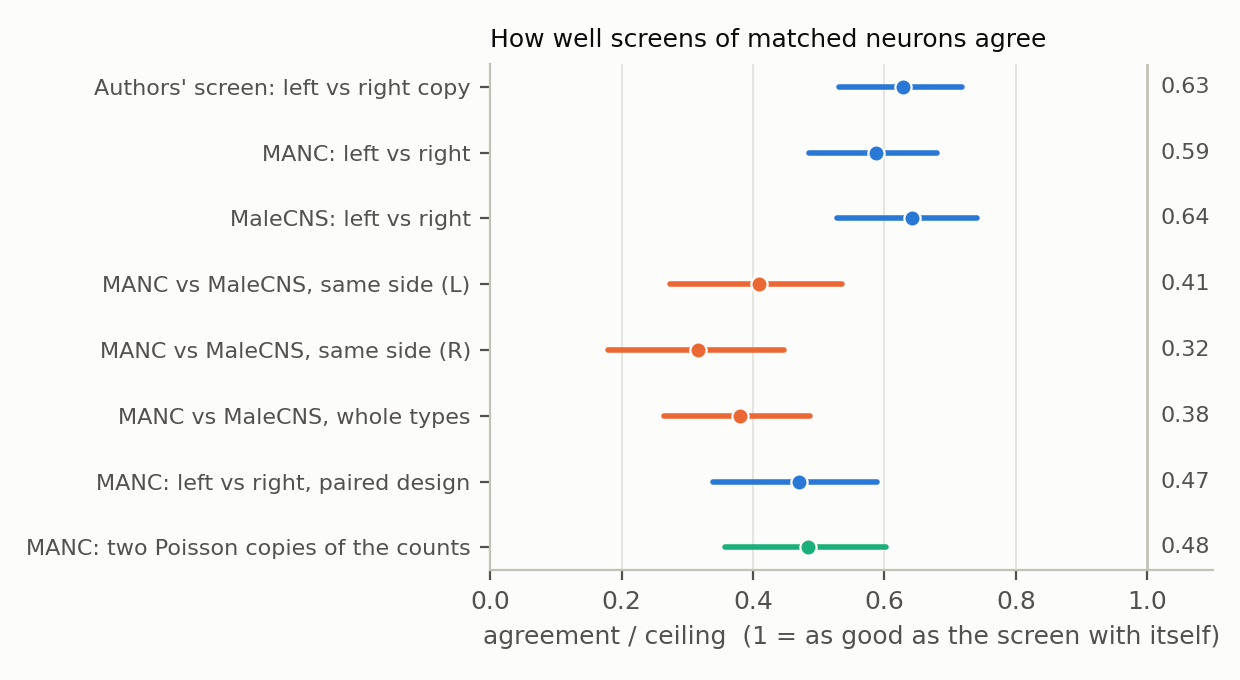 How well screens of matched neurons agree
Authors' screen: left vs right copy 0.63
MANC: left vs right 0.59
MaleCNS: left vs right 0.64
MANC vs MaleCNS, same side (L) 0.41
MANC vs MaleCNS, same side (R) 0.32
MANC vs MaleCNS, whole types 0.38
MANC: left vs right, paired design 0.47
MANC: two Poisson copies of the counts 0.48
0.0 0.2 0.4 0.6 0.8 1.0
agreement / ceiling (1 = as good as the screen with itself)